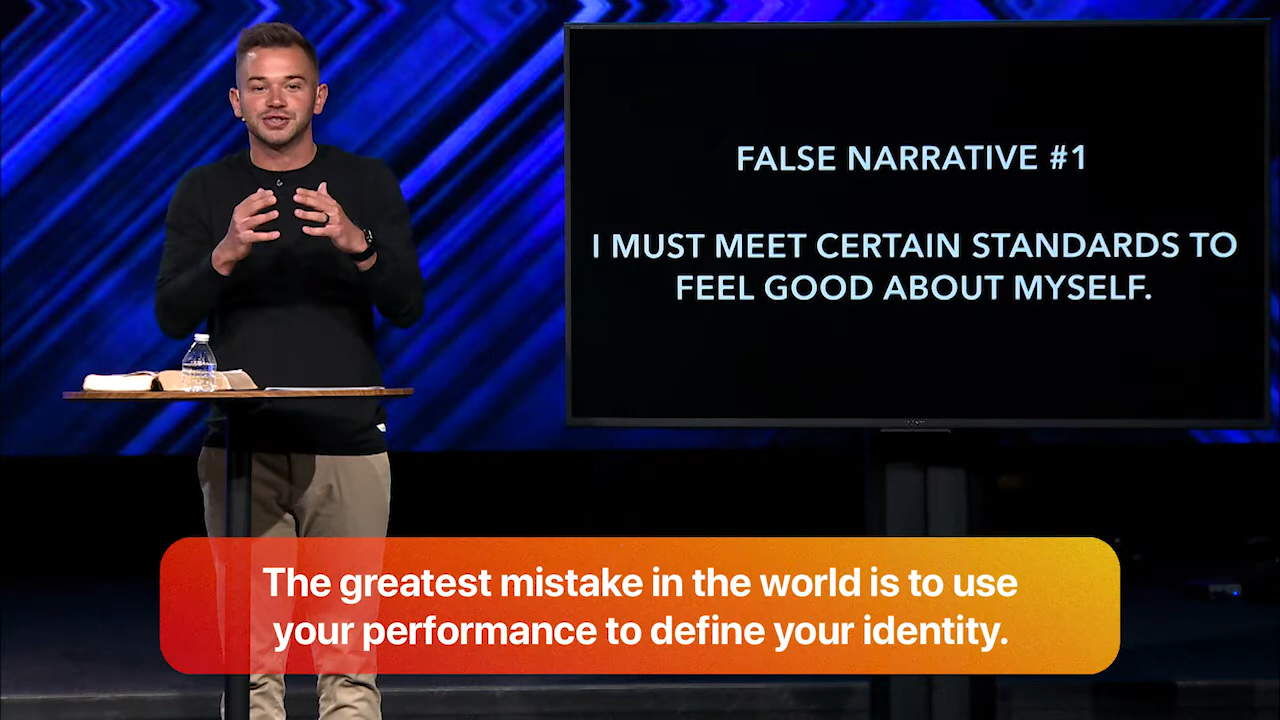 FALSE NARRATIVE #1
I MUST MEET CERTAIN STANDARDS TO
FEEL GOOD ABOUT MYSELF.
The greatest mistake in the world is to use
your performance to define your identity.